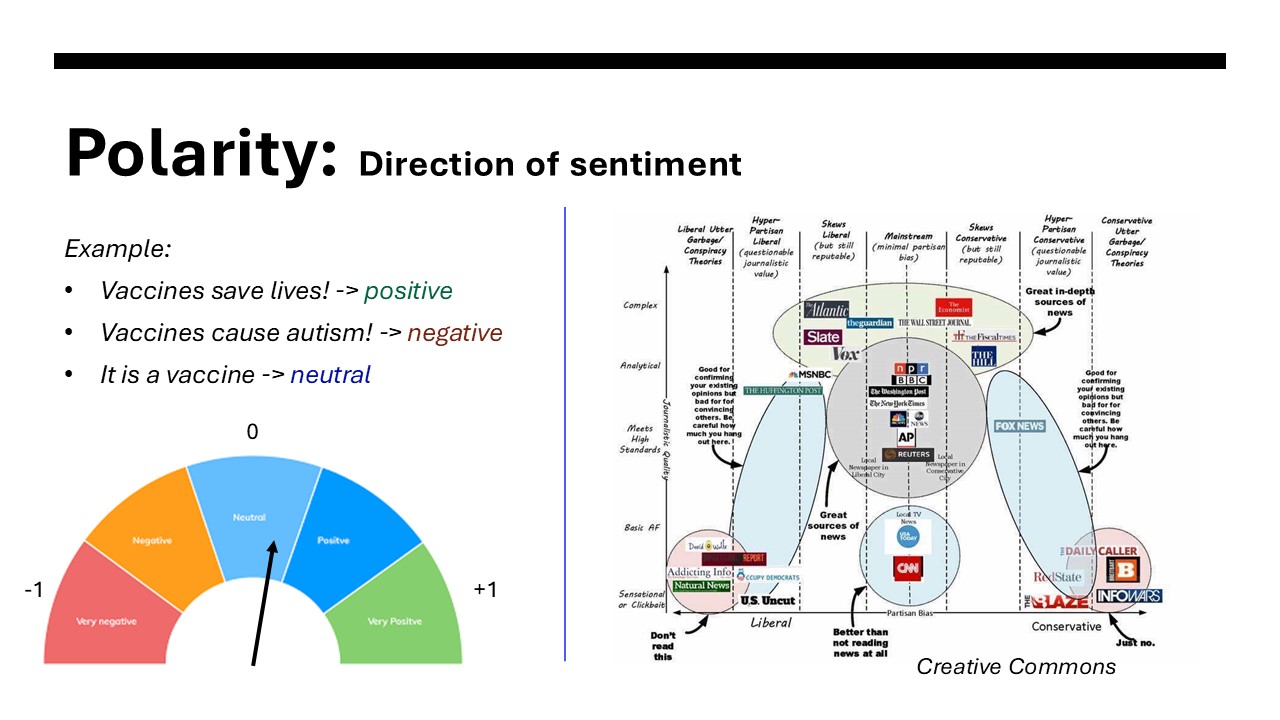 Polarity: Direction of sentiment
Example:
• Vaccines save lives! -> positive
• Vaccines cause autism! -> negative
• It is a vaccine -> neutral
0
Neutral
Negative
Positve
-1
+1
Very negative
Very Positve
Liberal Utter
Garbage/
Conspiracy
Theories
Hyper-
Partisan
Liberal
(questionable
journalistic
value)
Skews
Liberal
(but still
reputable)
Mainstream
(minimal partisan
bias)
Skews
Conservative
(but still
reputable)
Hyper-
Partisan
Conservative
(questionable
journalistic
value)
Conservative
Utter
Garbage/
Conspiracy
Theories
Complex
Analytical
Meets
High
Standards
Basic AF
Sensational
or Clickbait
Journalistic Quality
Great in-depth
sources of
news
The Atlantic
The Economist
theguardian
THE WALL STREET JOURNAL
Slate
THE FISCAL TIMES
Vox
THE HILL
MSNBC
THE HUFFINGTON POST
npr
BBC
The Washington Post
The New York Times
abc NEWS
AP
REUTERS
Local
Newspaper in
Liberal City
Local
Newspaper in
Conservative
City
FOX NEWS
Good for
confirming
your existing
opinions but
bad for for
convincing
others. Be
careful how
much you hang
out here.
Good for
confirming
your existing
opinions but
bad for for
convincing
others. Be
careful how
much you hang
out here.
Great
sources of
news
Local TV
News
USA TODAY
CNN
David Wolfe
REPORT
Addicting Info
Natural News
CCUPY DEMOCRATS
U.S. Uncut
THE DAILY CALLER
RedState
B
THE BLAZE
INFOWARS
Partisan Bias
Liberal
Conservative
Don't
read
this
Better than
not reading
news at all
Just no.
Creative Commons